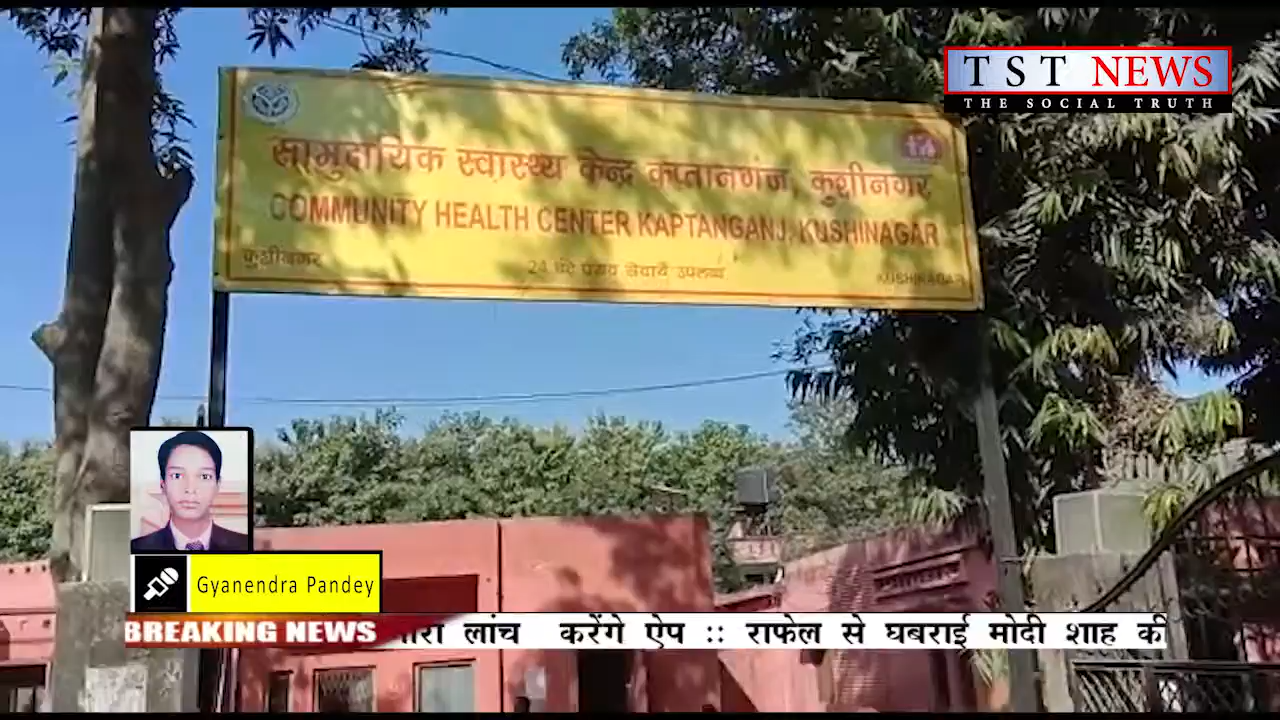 TST NEWS
THE SOCIAL TRUTH
सामुदायिक स्वास्थ्य केन्द्र कप्तानगंज, कुशीनगर
COMMUNITY HEALTH CENTER KAPTANGANJ, KUSHINAGAR
कुशीनगर
24 घंटे प्रसव सेवायें उपलब्ध
KUSHINAGAR
Gyanendra Pandey
BREAKING NEWS
लांच करेंगे ऐप :: राफेल से घबराई मोदी शाह की